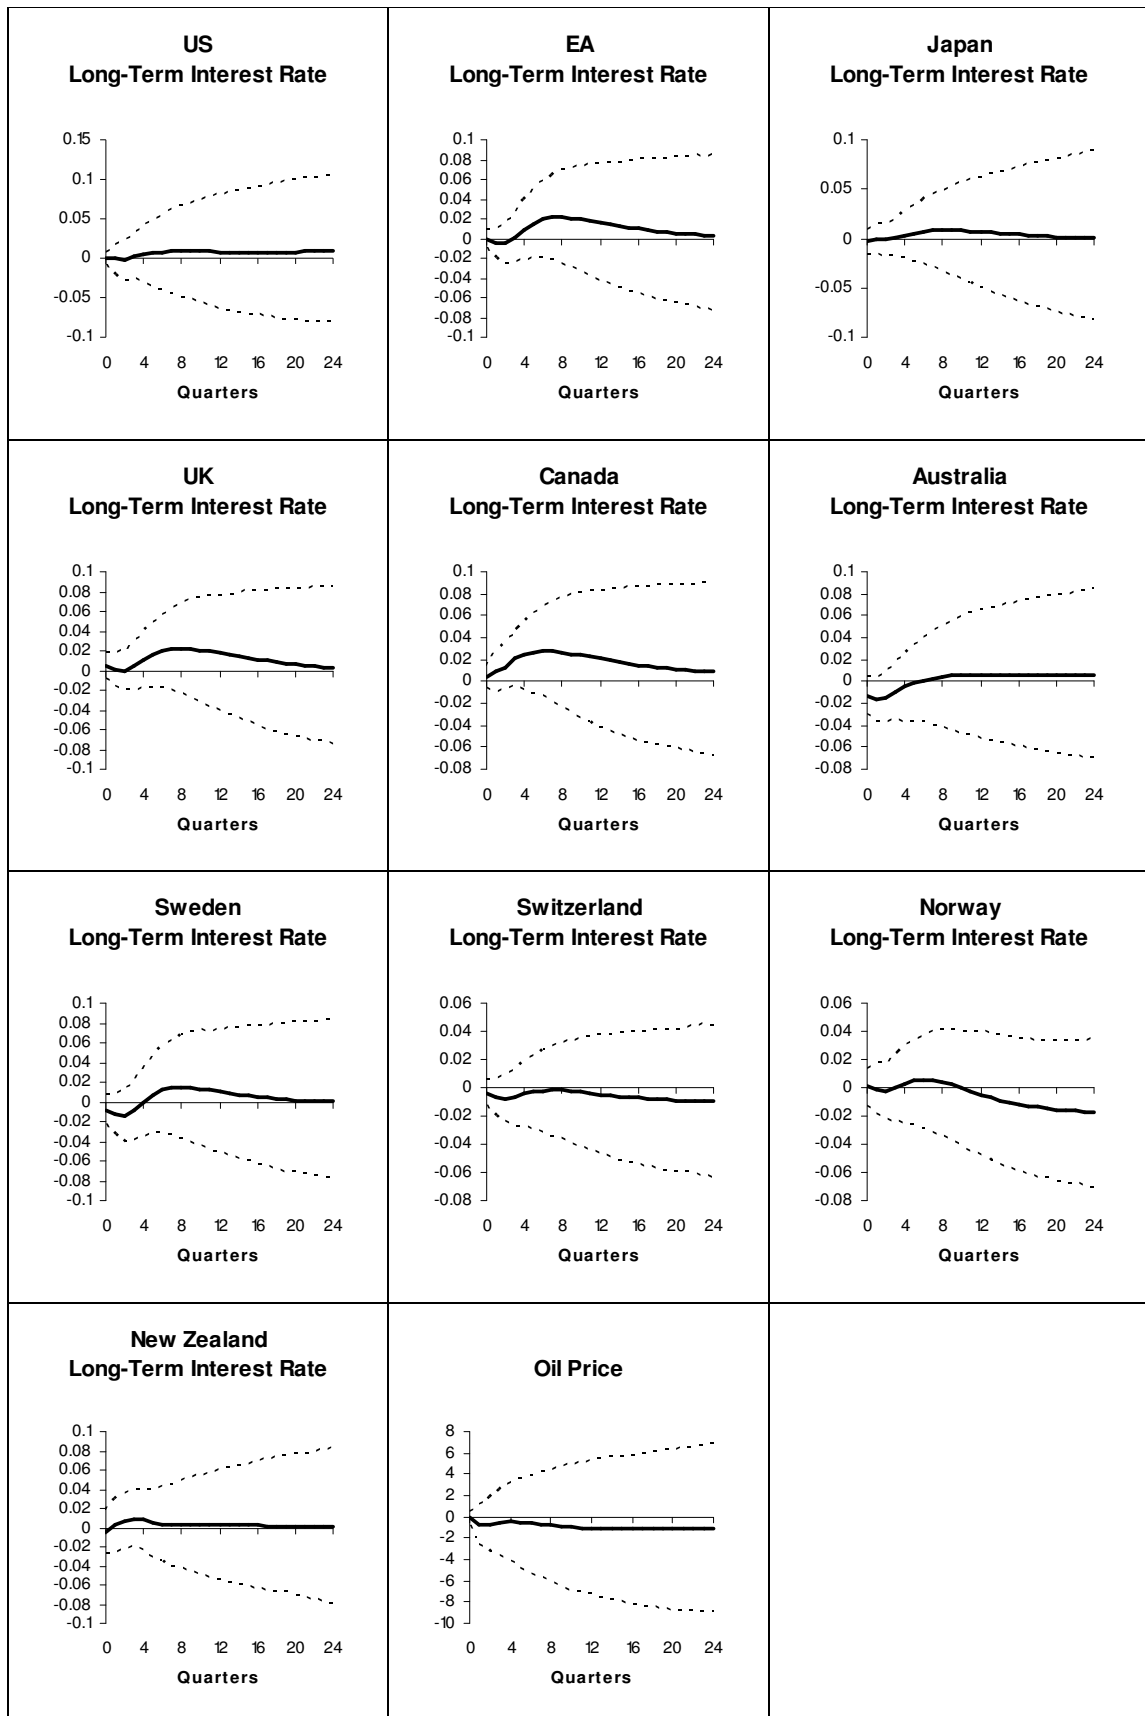 US
Long-Term Interest Rate
0.15
0.1
0.05
0
-0.05
-0.1
0 4 8 12 16 20 24
Quarters
EA
Long-Term Interest Rate
0.1
0.08
0.06
0.04
0.02
0
-0.02
-0.04
-0.06
-0.08
-0.1
0 4 8 12 16 20 24
Quarters
Japan
Long-Term Interest Rate
0.1
0.05
0
-0.05
-0.1
0 4 8 12 16 20 24
Quarters
UK
Long-Term Interest Rate
0.1
0.08
0.06
0.04
0.02
0
-0.02
-0.04
-0.06
-0.08
-0.1
0 4 8 12 16 20 24
Quarters
Canada
Long-Term Interest Rate
0.1
0.08
0.06
0.04
0.02
0
-0.02
-0.04
-0.06
-0.08
0 4 8 12 16 20 24
Quarters
Australia
Long-Term Interest Rate
0.1
0.08
0.06
0.04
0.02
0
-0.02
-0.04
-0.06
-0.08
0 4 8 12 16 20 24
Quarters
Sweden
Long-Term Interest Rate
0.1
0.08
0.06
0.04
0.02
0
-0.02
-0.04
-0.06
-0.08
-0.1
0 4 8 12 16 20 24
Quarters
Switzerland
Long-Term Interest Rate
0.06
0.04
0.02
0
-0.02
-0.04
-0.06
-0.08
0 4 8 12 16 20 24
Quarters
Norway
Long-Term Interest Rate
0.06
0.04
0.02
0
-0.02
-0.04
-0.06
-0.08
0 4 8 12 16 20 24
Quarters
New Zealand
Long-Term Interest Rate
0.1
0.08
0.06
0.04
0.02
0
-0.02
-0.04
-0.06
-0.08
-0.1
0 4 8 12 16 20 24
Quarters
Oil Price
8
6
4
2
0
-2
-4
-6
-8
-10
0 4 8 12 16 20 24
Quarters